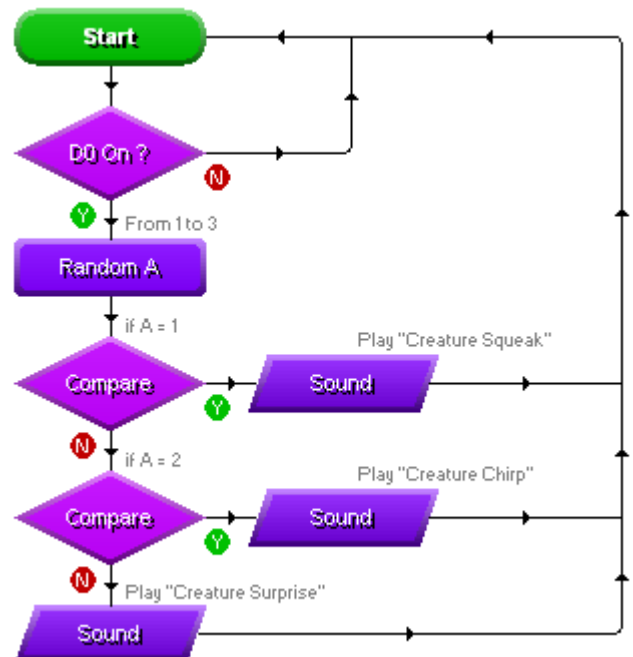 Start
D0 On ?
N
Y
From 1 to 3
Random A
if A = 1
Play "Creature Squeak"
Compare
Sound
Y
N
if A = 2
Play "Creature Chirp"
Compare
Sound
Y
N
Play "Creature Surprise"
Sound